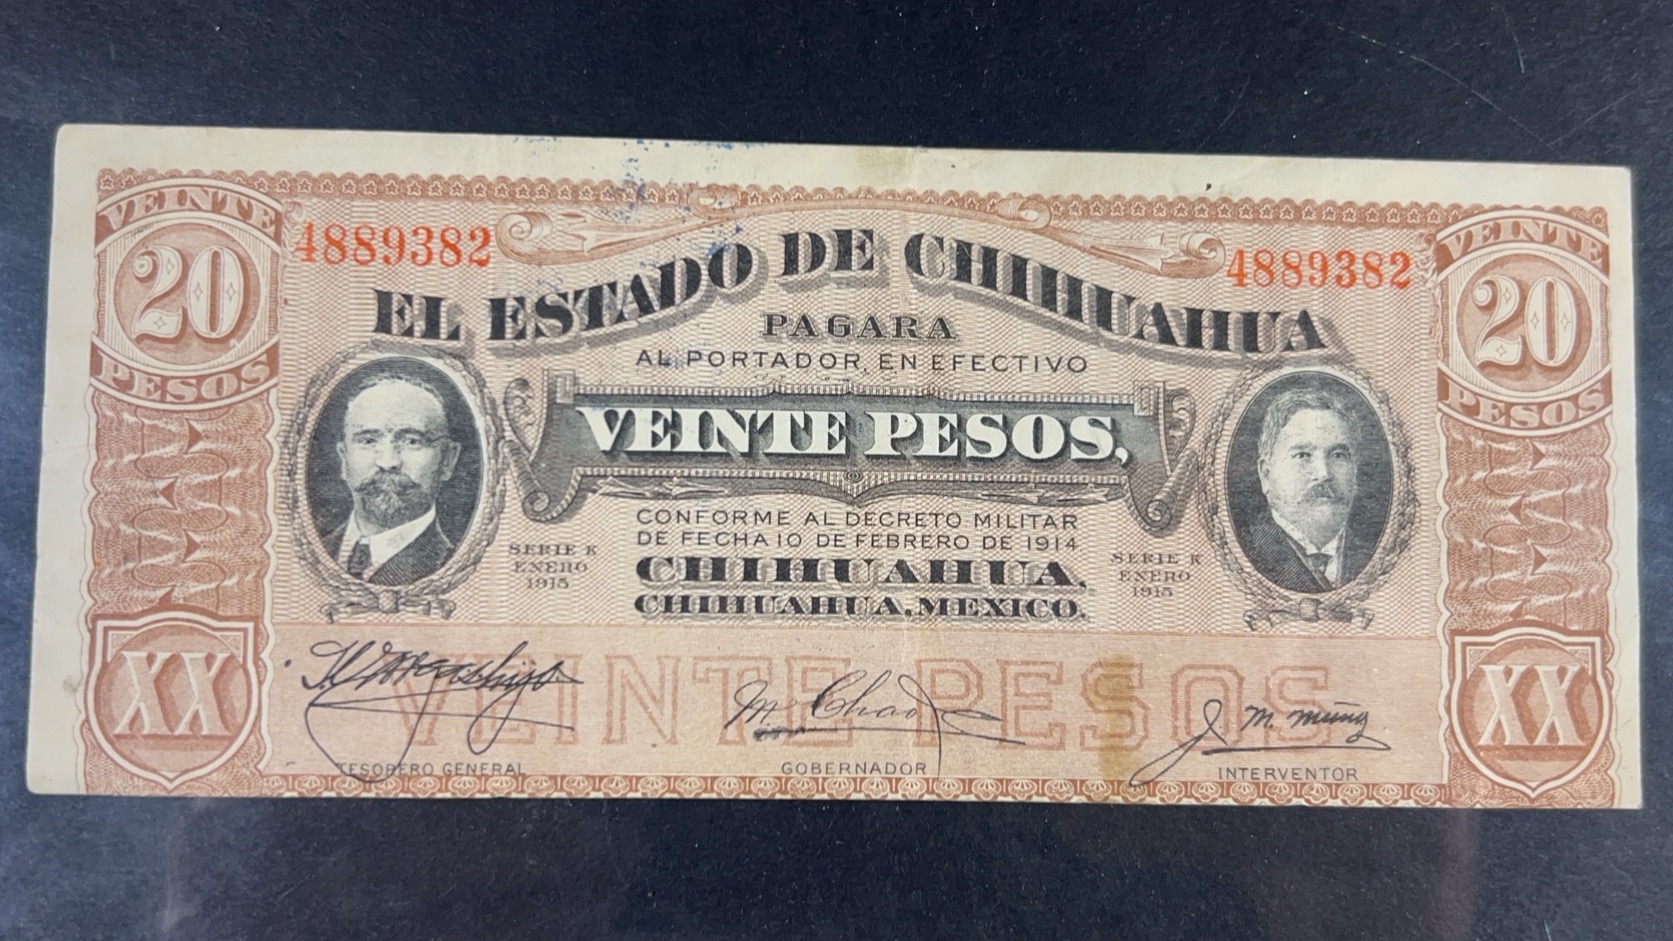 VEINTE
20
PESOS
4889382
4889382
VEINTE
20
PESOS
EL ESTADO DE CHIHUAHUA
PAGARA
AL PORTADOR, EN EFECTIVO
VEINTE PESOS,
CONFORME AL DECRETO MILITAR
DE FECHA 10 DE FEBRERO DE 1914
CHIHUAHUA,
CHIHUAHUA, MEXICO.
SERIE K
ENERO
1915
SERIE K
ENERO
1915
XX
VEINTE PESOS
XX
M Chao
J. M. Muñoz
TESORERO GENERAL
GOBERNADOR
INTERVENTOR